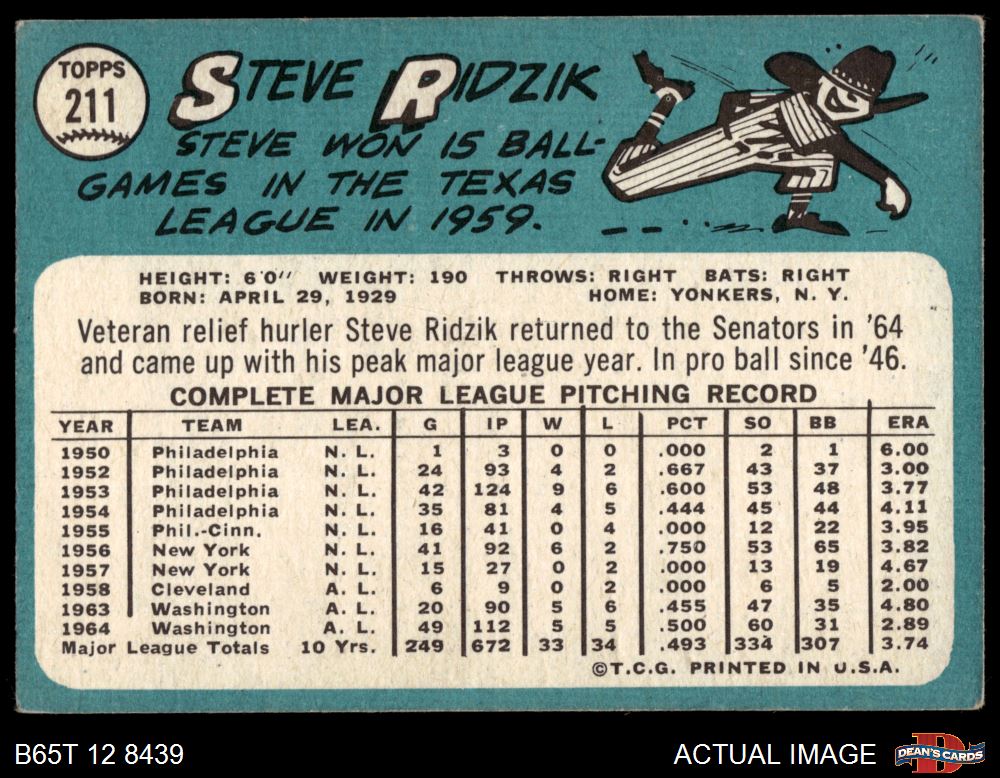 TOPPS
211
STEVE RIDZIK
STEVE WON 15 BALL-
GAMES IN THE TEXAS
LEAGUE IN 1959.
HEIGHT: 6'0" WEIGHT: 190 THROWS: RIGHT BATS: RIGHT
BORN: APRIL 29, 1929 HOME: YONKERS, N. Y.
Veteran relief hurler Steve Ridzik returned to the Senators in '64
and came up with his peak major league year. In pro ball since '46.
COMPLETE MAJOR LEAGUE PITCHING RECORD
YEAR TEAM LEA. G IP W L PCT SO BB ERA
1950 Philadelphia N. L. 1 3 0 0 .000 2 1 6.00
1952 Philadelphia N. L. 24 93 4 2 .667 43 37 3.00
1953 Philadelphia N. L. 42 124 9 6 .600 53 48 3.77
1954 Philadelphia N. L. 35 81 4 5 .444 45 44 4.11
1955 Phil.-Cinn. N. L. 16 41 0 4 .000 12 22 3.95
1956 New York N. L. 41 92 6 2 .750 53 65 3.82
1957 New York N. L. 15 27 0 2 .000 13 19 4.67
1958 Cleveland A. L. 6 9 0 2 .000 6 5 2.00
1963 Washington A. L. 20 90 5 6 .455 47 35 4.80
1964 Washington A. L. 49 112 5 5 .500 60 31 2.89
Major League Totals 10 Yrs. 249 672 33 34 .493 334 307 3.74
©T.C.G. PRINTED IN U.S.A.
B65T 12 8439 ACTUAL IMAGE DEAN'S CARDS